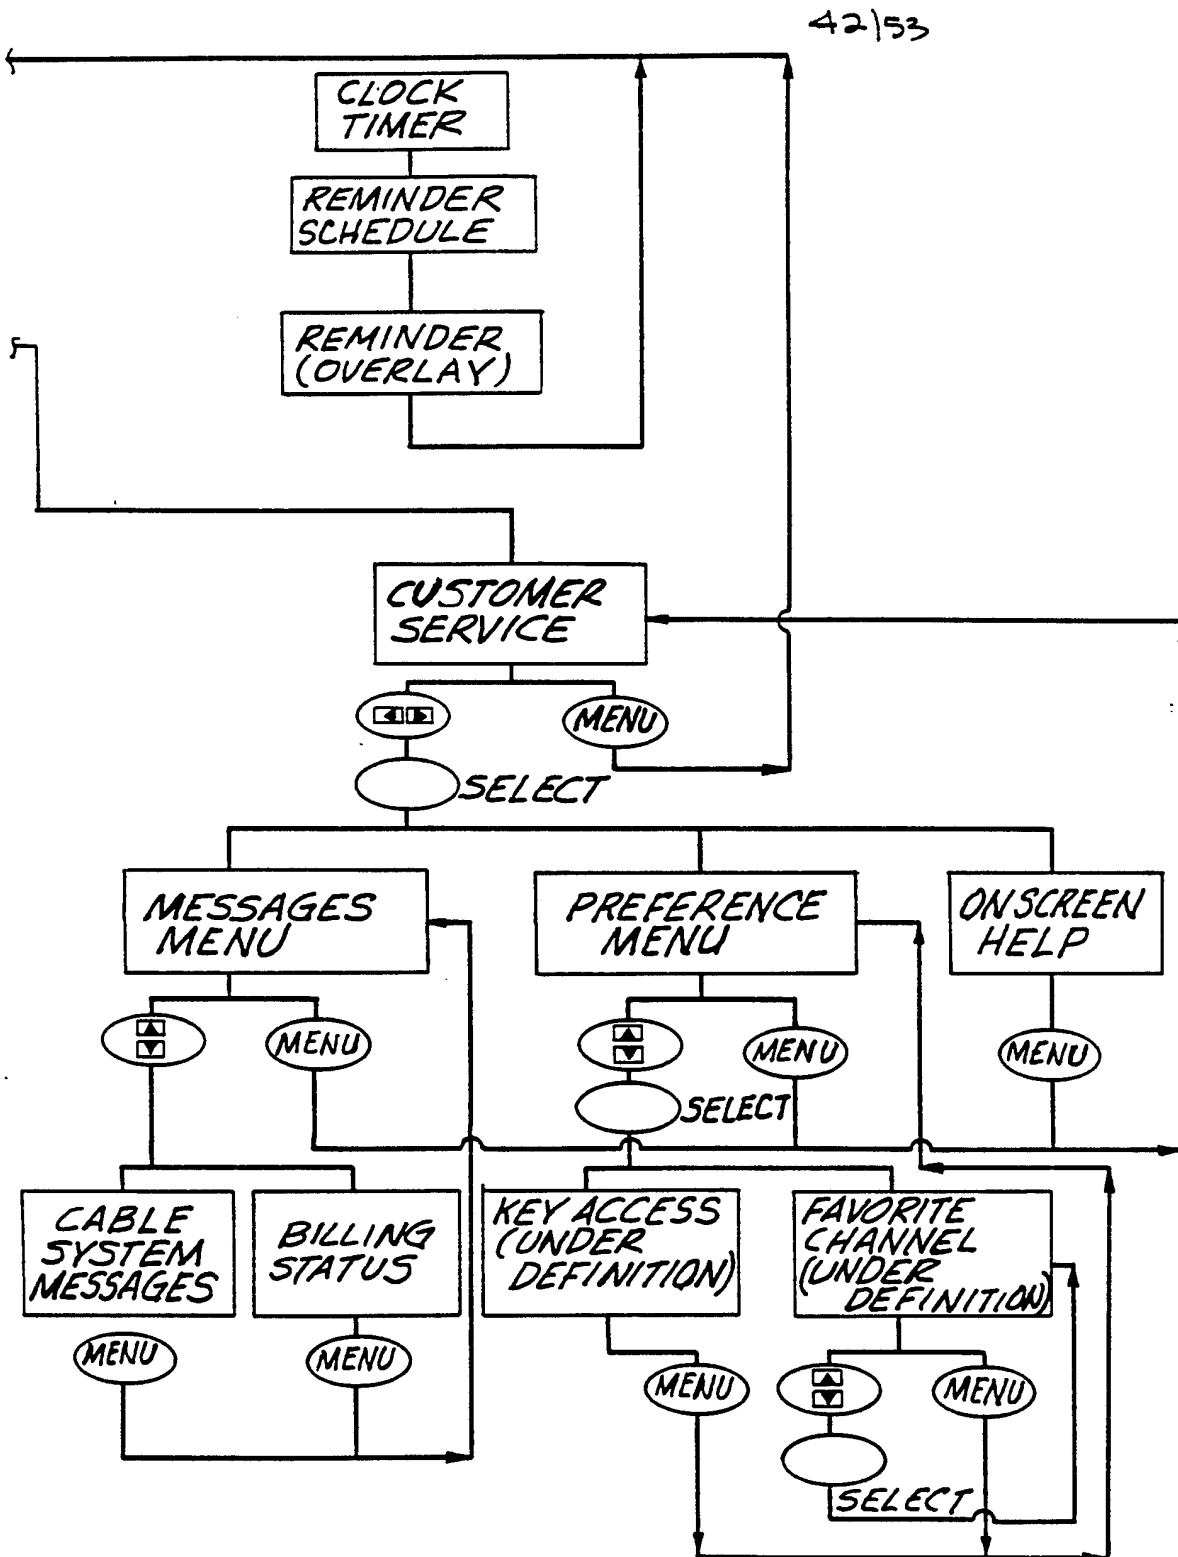 42/53
CLOCK
TIMER
REMINDER
SCHEDULE
REMINDER
(OVERLAY)
CUSTOMER
SERVICE
MENU
SELECT
MESSAGES
MENU
PREFERENCE
MENU
ONSCREEN
HELP
MENU
MENU
MENU
SELECT
CABLE
SYSTEM
MESSAGES
BILLING
STATUS
KEY ACCESS
(UNDER
DEFINITION)
FAVORITE
CHANNEL
(UNDER
DEFINITION)
MENU
MENU
MENU
MENU
SELECT